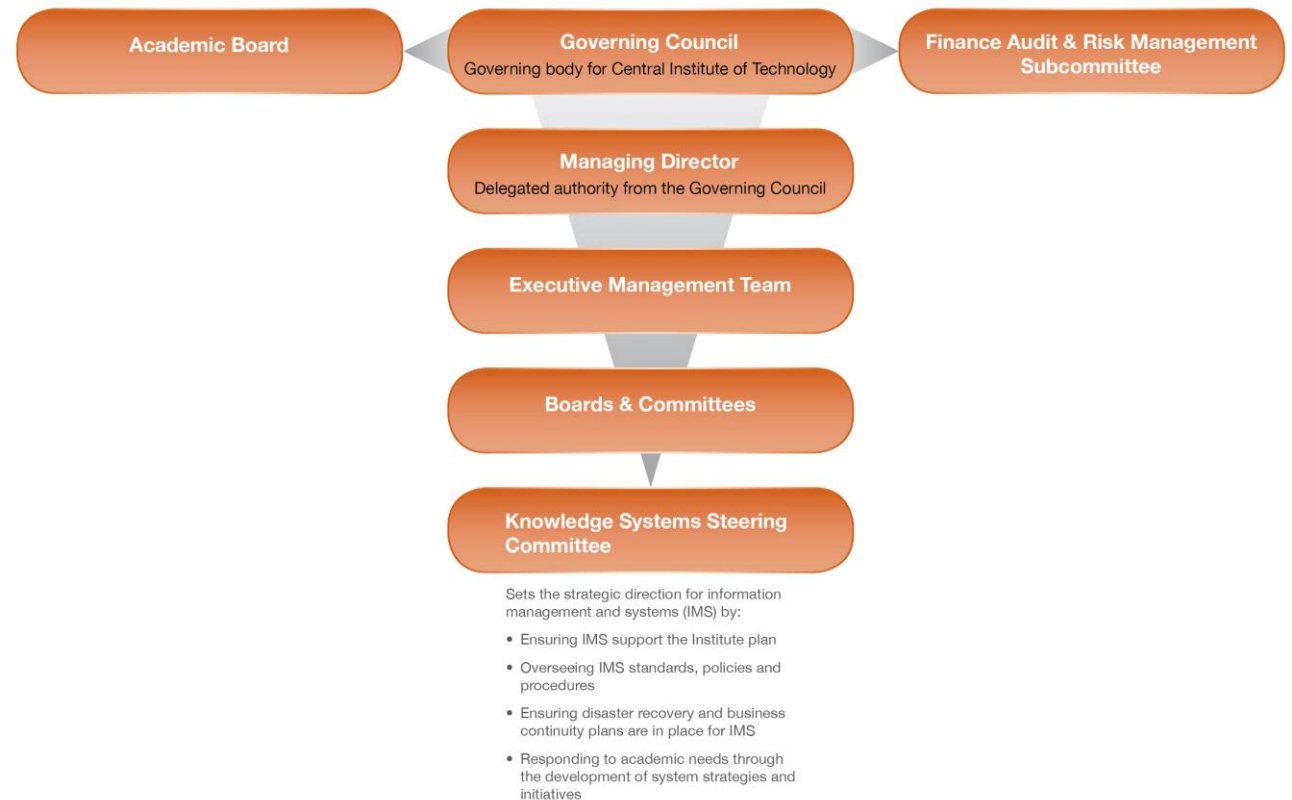 Academic Board
Governing Council
Governing body for Central Institute of Technology
Finance Audit & Risk Management
Subcommittee
Managing Director
Delegated authority from the Governing Council
Executive Management Team
Boards & Committees
Knowledge Systems Steering
Committee
Sets the strategic direction for information
management and systems (IMS) by:
• Ensuring IMS support the Institute plan
• Overseeing IMS standards, policies and
procedures
• Ensuring disaster recovery and business
continuity plans are in place for IMS
• Responding to academic needs through
the development of system strategies and
initiatives